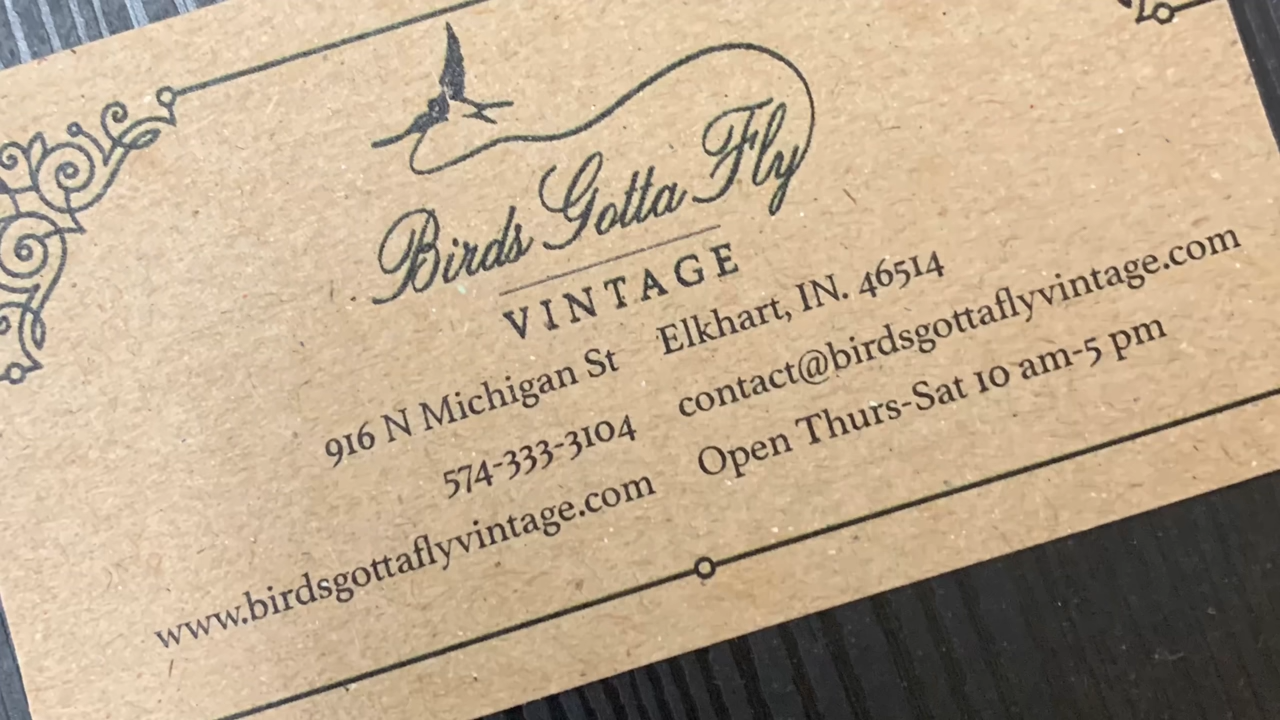 Birds Gotta Fly
VINTAGE
916 N Michigan St Elkhart, IN. 46514
574-333-3104 contact@birdsgottaflyvintage.com
www.birdsgottaflyvintage.com Open Thurs-Sat 10 am-5 pm